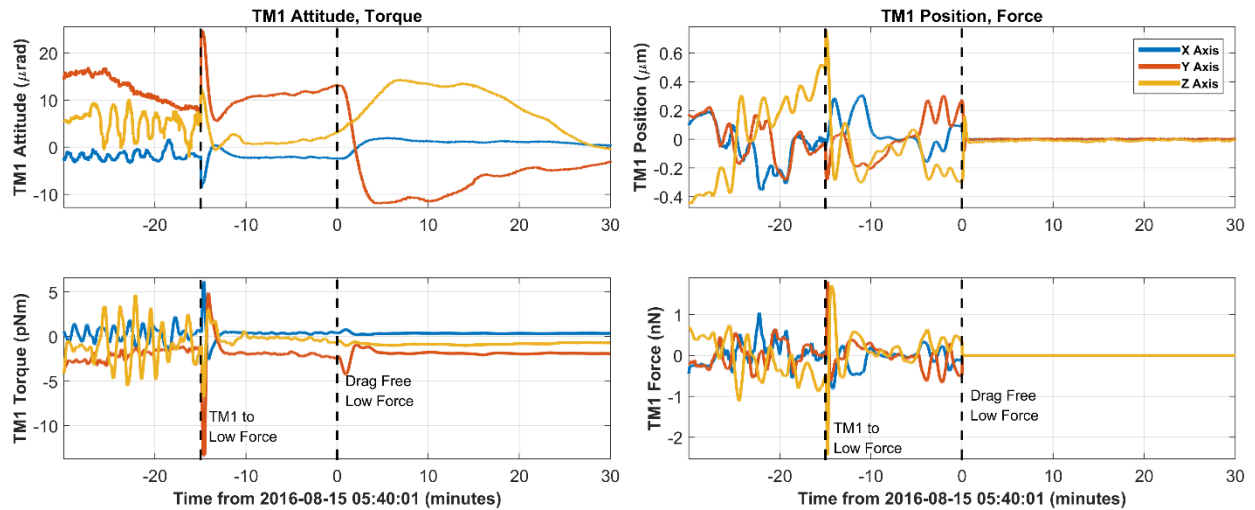 TM1 Attitude, Torque
TM1 Attitude (μrad)
20
10
0
-10
-20
-10
0
10
20
30
TM1 Position, Force
TM1 Position (μm)
0.6
0.4
0.2
0
-0.2
-0.4
X Axis
Y Axis
Z Axis
-20
-10
0
10
20
30
TM1 Torque (pNm)
5
0
-5
-10
TM1 to
Low Force
Drag Free
Low Force
-20
-10
0
10
20
30
Time from 2016-08-15 05:40:01 (minutes)
TM1 Force (nN)
1
0
-1
-2
TM1 to
Low Force
Drag Free
Low Force
-20
-10
0
10
20
30
Time from 2016-08-15 05:40:01 (minutes)